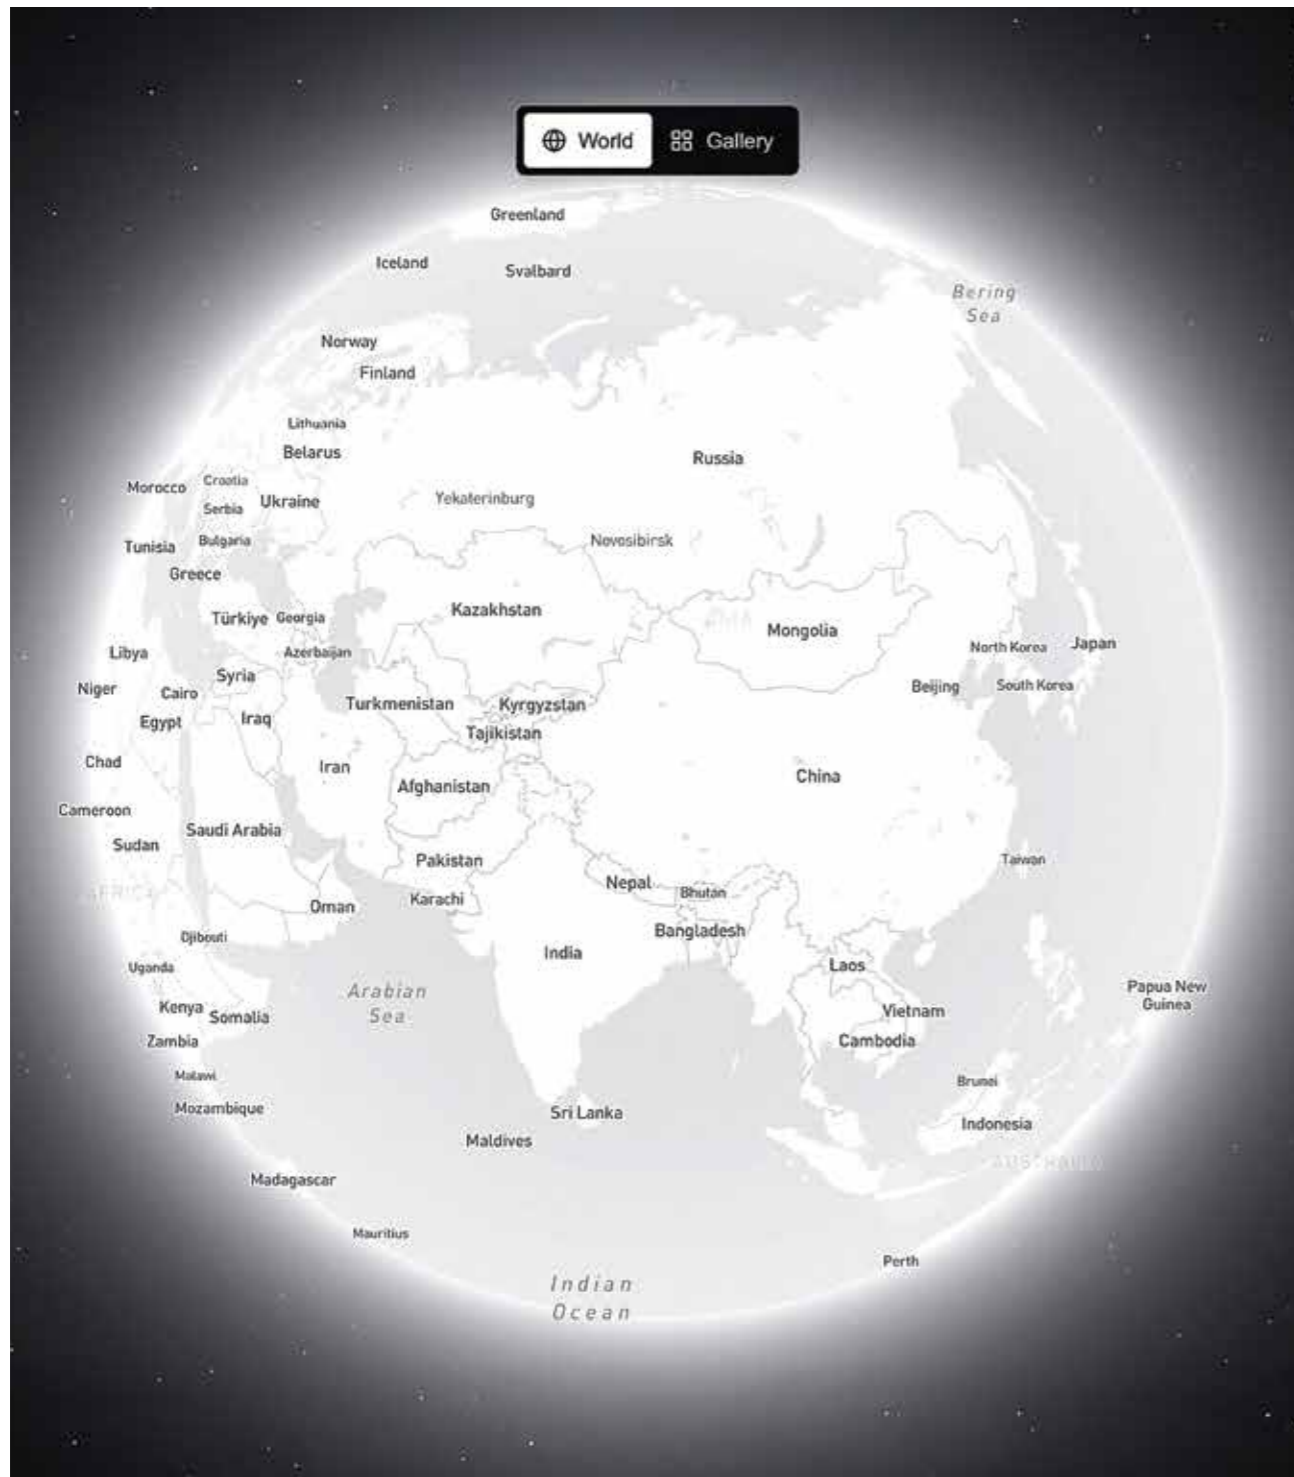 World
Gallery
Greenland
Iceland
Svalbard
Bering
Sea
Norway
Finland
Lithuania
Belarus
Russia
Morocco
Croatia
Ukraine
Yekaterinburg
Serbia
Tunisia
Bulgaria
Novosibirsk
Greece
Türkiye
Georgia
Kazakhstan
Mongolia
North Korea
Japan
Libya
Azerbaijan
Syria
Niger
Cairo
Beijing
South Korea
Turkmenistan
Kyrgyzstan
Egypt
Iraq
Tajikistan
Chad
Iran
Afghanistan
China
Cameroon
Saudi Arabia
Sudan
Pakistan
Taiwan
Nepal
Bhutan
AFRICA
Karachi
Oman
Bangladesh
Djibouti
India
Laos
Uganda
Arabian
Sea
Papua New
Guinea
Kenya
Somalia
Vietnam
Zambia
Cambodia
Malawi
Brunei
Mozambique
Sri Lanka
Indonesia
Maldives
AUSTRALIA
Madagascar
Mauritius
Perth
Indian
Ocean